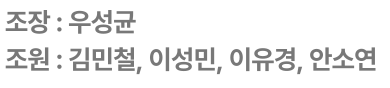 조장 : 우성균
조원 : 김민철, 이성민, 이유경, 안소연